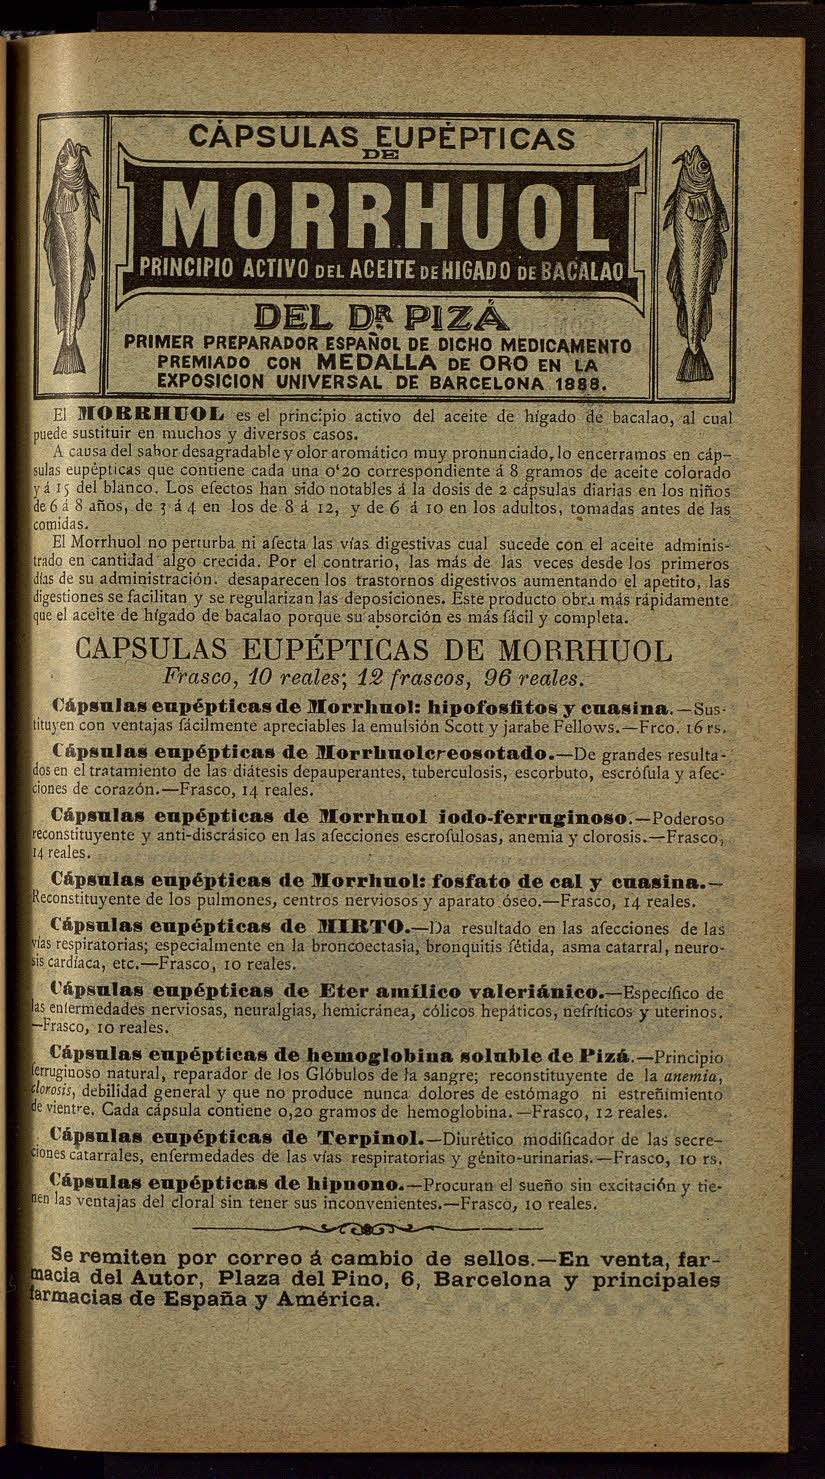 CÁPSULAS EUPÉPTICAS
DE
MORRHUOL
PRINCIPIO ACTIVO DEL ACEITE DE HIGADO DE BACALAO
DEL DR PIZÁ
PRIMER PREPARADOR ESPAÑOL DE DICHO MEDICAMENTO
PREMIADO CON MEDALLA DE ORO EN LA
EXPOSICION UNIVERSAL DE BARCELONA 1888.
El MORRHUOL es el principio activo del aceite de hígado de bacalao, al cual
puede sustituir en muchos y diversos casos.
A causa del sabor desagradable y olor aromático muy pronunciado, lo encerramos en cáp-
sulas eupépticas que contiene cada una 0‘20 correspondiente á 8 gramos de aceite colorado
y á 15 del blanco. Los efectos han sido notables á la dosis de 2 cápsulas diarias en los niños
de 6 á 8 años, de 3 á 4 en los de 8 á 12, y de 6 á 10 en los adultos, tomadas antes de las
comidas.
El Morrhuol no perturba ni afecta las vías digestivas cual sucede con el aceite adminis-
trado en cantidad algo crecida. Por el contrario, las más de las veces desde los primeros
días de su administración. desaparecen los trastornos digestivos aumentando el apetito, las
digestiones se facilitan y se regularizan las deposiciones. Este producto obra más rápidamente
que el aceite de hígado de bacalao porque su absorción es más fácil y completa.
CAPSULAS EUPÉPTICAS DE MORRHUOL
Frasco, 10 reales; 12 frascos, 96 reales.
Cápsulas eupépticas de Morrhuol: hipofosfitos y cuasina.—Sus-
tituyen con ventajas fácilmente apreciables la emulsión Scott y jarabe Fellows.—Frco. 16 rs.
Cápsulas eupépticas de Morrhuolcreosotado.—De grandes resulta-
dos en el tratamiento de las diátesis depauperantes, tuberculosis, escorbuto, escrófula y afec-
ciones de corazón.—Frasco, 14 reales.
Cápsulas eupépticas de Morrhuol iodo-ferruginoso.—Poderoso
reconstituyente y anti-discrásico en las afecciones escrofulosas, anemia y clorosis.—Frasco,
14 reales.
Cápsulas eupépticas de Morrhuol: fosfato de cal y cuasina.—
Reconstituyente de los pulmones, centros nerviosos y aparato óseo.—Frasco, 14 reales.
Cápsulas eupépticas de MIRTO.—Da resultado en las afecciones de las
vías respiratorias; especialmente en la broncoectasia, bronquitis fétida, asma catarral, neuro-
sis cardíaca, etc.—Frasco, 10 reales.
Cápsulas eupépticas de Eter amílico valeriánico.—Específico de
las enfermedades nerviosas, neuralgias, hemicránea, cólicos hepáticos, nefríticos y uterinos.
—Frasco, 10 reales.
Cápsulas eupépticas de hemoglobina soluble de Pizá.—Principio
ferruginoso natural, reparador de los Glóbulos de la sangre; reconstituyente de la anemia,
clorosis, debilidad general y que no produce nunca dolores de estómago ni estreñimiento
de vientre. Cada cápsula contiene 0,20 gramos de hemoglobina.—Frasco, 12 reales.
Cápsulas eupépticas de Terpinol.—Diurético modificador de las secre-
ciones catarrales, enfermedades de las vías respiratorias y génito-urinarias.—Frasco, 10 rs.
Cápsulas eupépticas de hipnono.—Procuran el sueño sin excitación y tie-
nen las ventajas del cloral sin tener sus inconvenientes.—Frasco, 10 reales.
Se remiten por correo á cambio de sellos.—En venta, far-
macia del Autor, Plaza del Pino, 6, Barcelona y principales
farmacias de España y América.